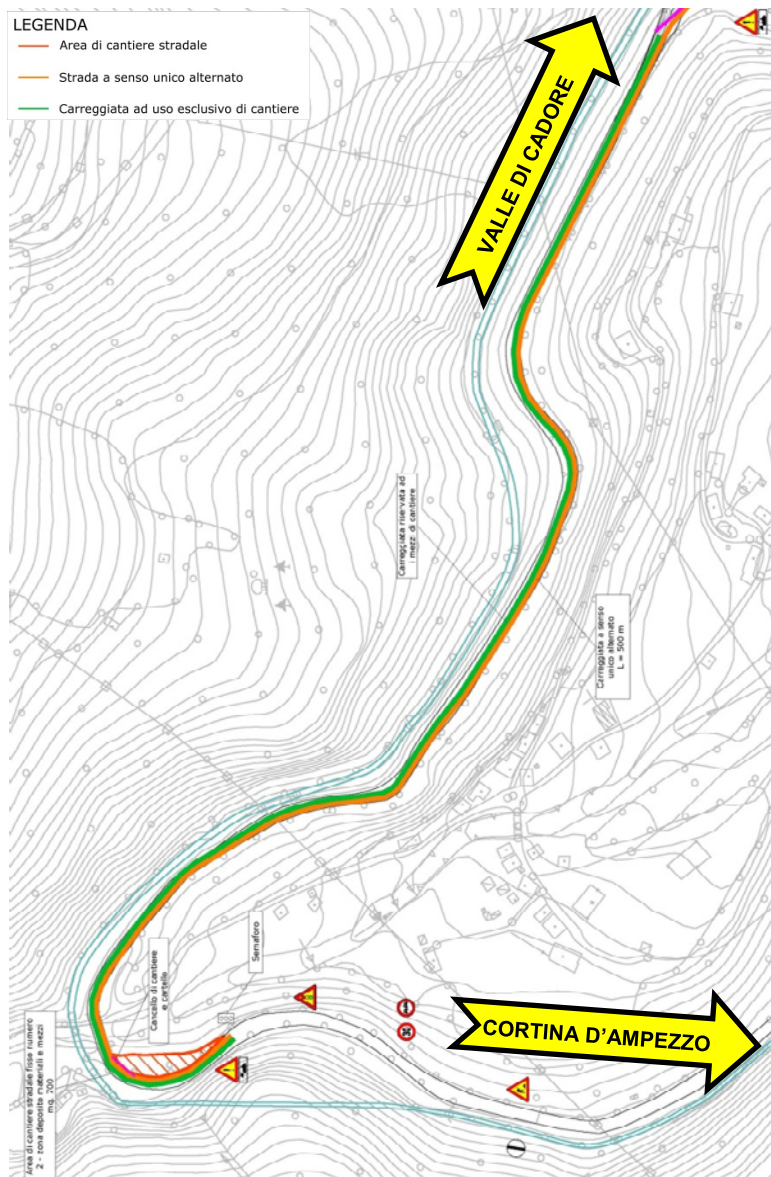 LEGENDA
Area di cantiere stradale
Strada a senso unico alternato
Carreggiata ad uso esclusivo di cantiere
VALLE DI CADORE
Carreggiata riservata ad
i mezzi di cantiere
Carreggiata a senso
unico alternato
L = 500 m
Semaforo
Cancello di cantiere
e cartello
CORTINA D'AMPEZZO
Area di cantiere stradale fisse numero
2 - zona deposito materiali e mezzi
mq. 700